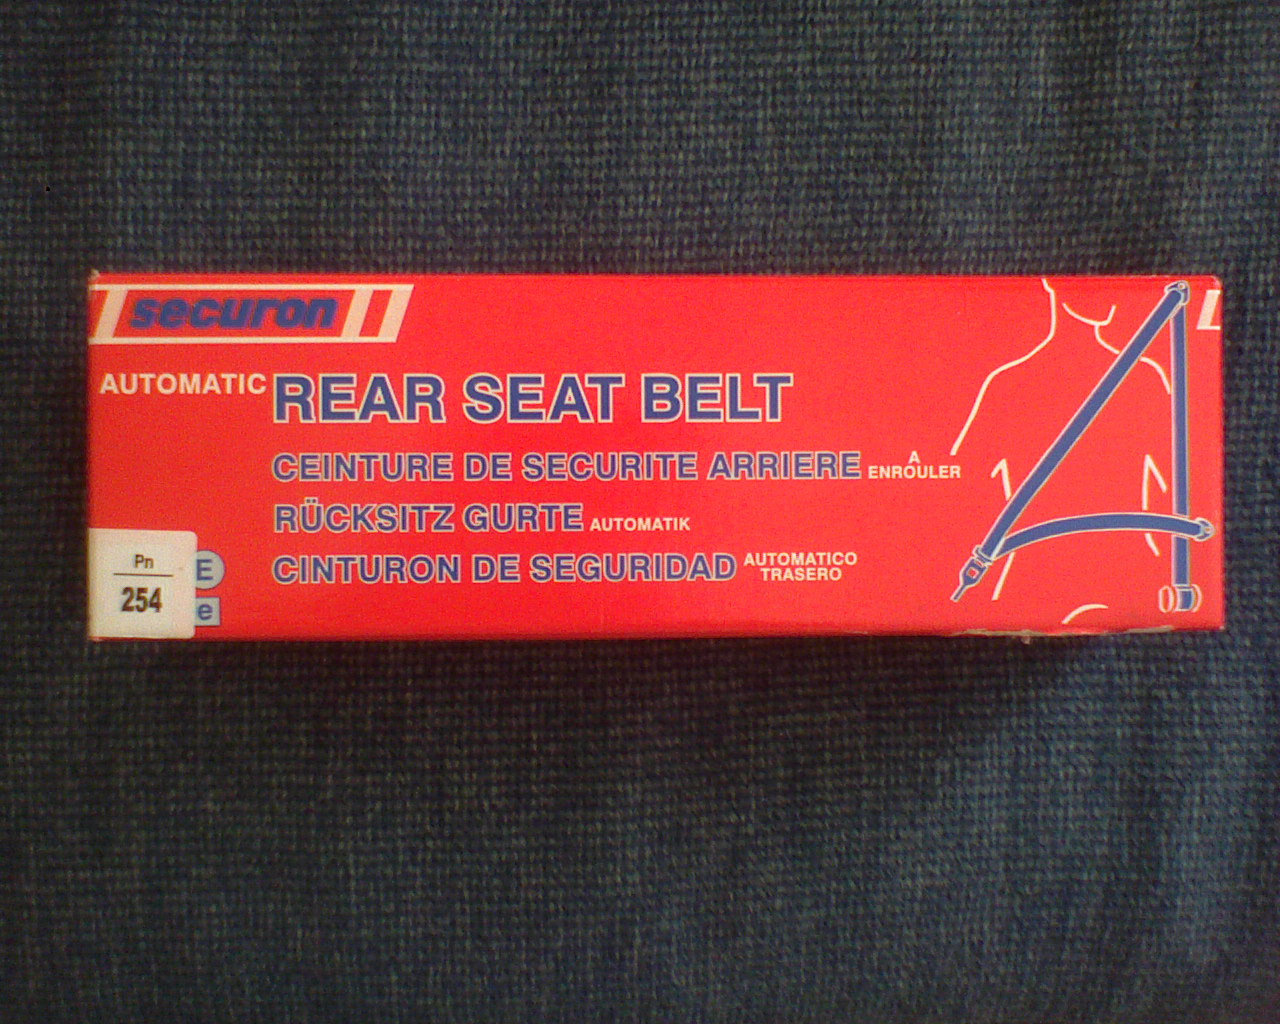 securon
AUTOMATIC REAR SEAT BELT
CEINTURE DE SECURITE ARRIERE A ENROULER
RÜCKSITZ GURTE AUTOMATIK
CINTURON DE SEGURIDAD AUTOMATICO TRASERO
Pn
254
E
e